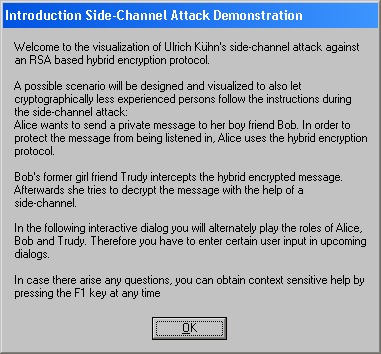 Introduction Side-Channel Attack Demonstration
Welcome to the visualization of Ulrich Kühn's side-channel attack against
an RSA based hybrid encryption protocol.
A possible scenario will be designed and visualized to also let
cryptographically less experienced persons follow the instructions during
the side-channel attack:
Alice wants to send a private message to her boy friend Bob. In order to
protect the message from being listened in, Alice uses the hybrid encryption
protocol.
Bob's former girl friend Trudy intercepts the hybrid encrypted message.
Afterwards she tries to decrypt the message with the help of a
side-channel.
In the following interactive dialog you will alternately play the roles of Alice,
Bob and Trudy. Therefore you have to enter certain user input in upcoming
dialogs.
In case there arise any questions, you can obtain context sensitive help by
pressing the F1 key at any time
OK